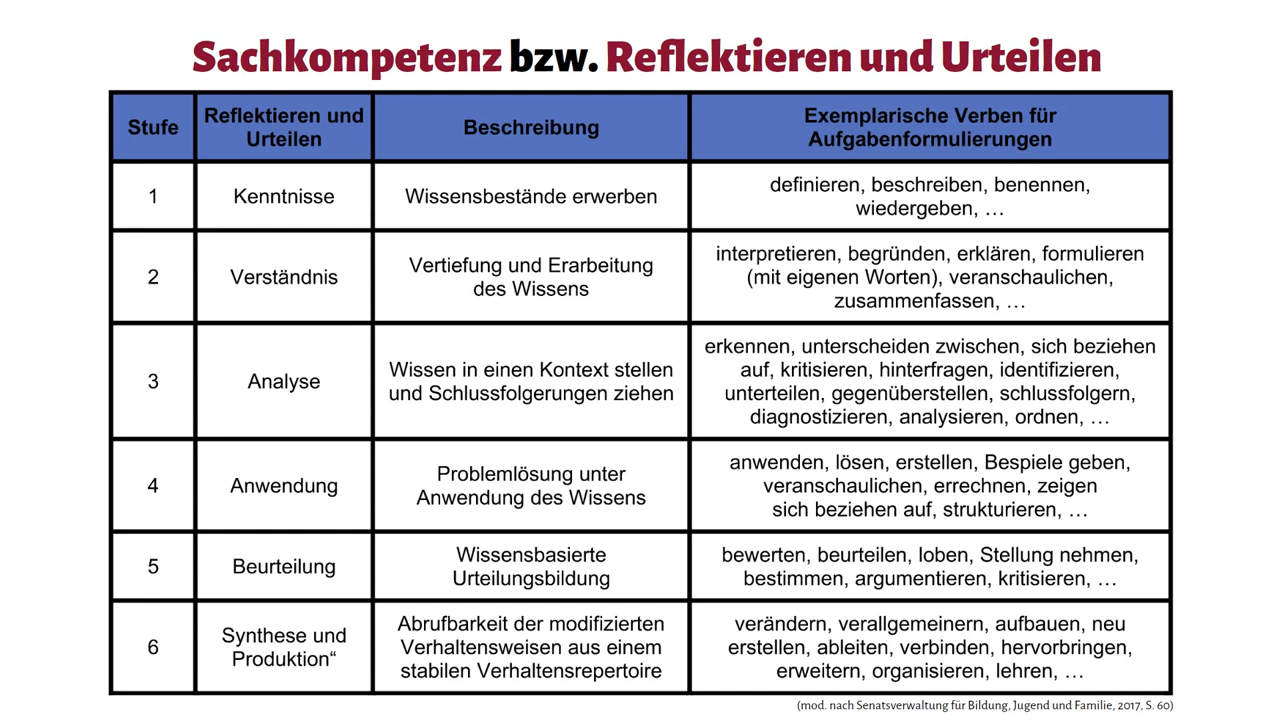 Sachkompetenz bzw. Reflektieren und Urteilen
Stufe
Reflektieren und
Urteilen
Beschreibung
Exemplarische Verben für
Aufgabenformulierungen
1
Kenntnisse
Wissensbestände erwerben
definieren, beschreiben, benennen,
wiedergeben, …
2
Verständnis
Vertiefung und Erarbeitung
des Wissens
interpretieren, begründen, erklären, formulieren
(mit eigenen Worten), veranschaulichen,
zusammenfassen, …
3
Analyse
Wissen in einen Kontext stellen
und Schlussfolgerungen ziehen
erkennen, unterscheiden zwischen, sich beziehen
auf, kritisieren, hinterfragen, identifizieren,
unterteilen, gegenüberstellen, schlussfolgern,
diagnostizieren, analysieren, ordnen, …
4
Anwendung
Problemlösung unter
Anwendung des Wissens
anwenden, lösen, erstellen, Bespiele geben,
veranschaulichen, errechnen, zeigen
sich beziehen auf, strukturieren, …
5
Beurteilung
Wissensbasierte
Urteilungsbildung
bewerten, beurteilen, loben, Stellung nehmen,
bestimmen, argumentieren, kritisieren, …
6
Synthese und
Produktion“
Abrufbarkeit der modifizierten
Verhaltensweisen aus einem
stabilen Verhaltensrepertoire
verändern, verallgemeinern, aufbauen, neu
erstellen, ableiten, verbinden, hervorbringen,
erweitern, organisieren, lehren, …
(mod. nach Senatsverwaltung für Bildung, Jugend und Familie, 2017, S. 60)